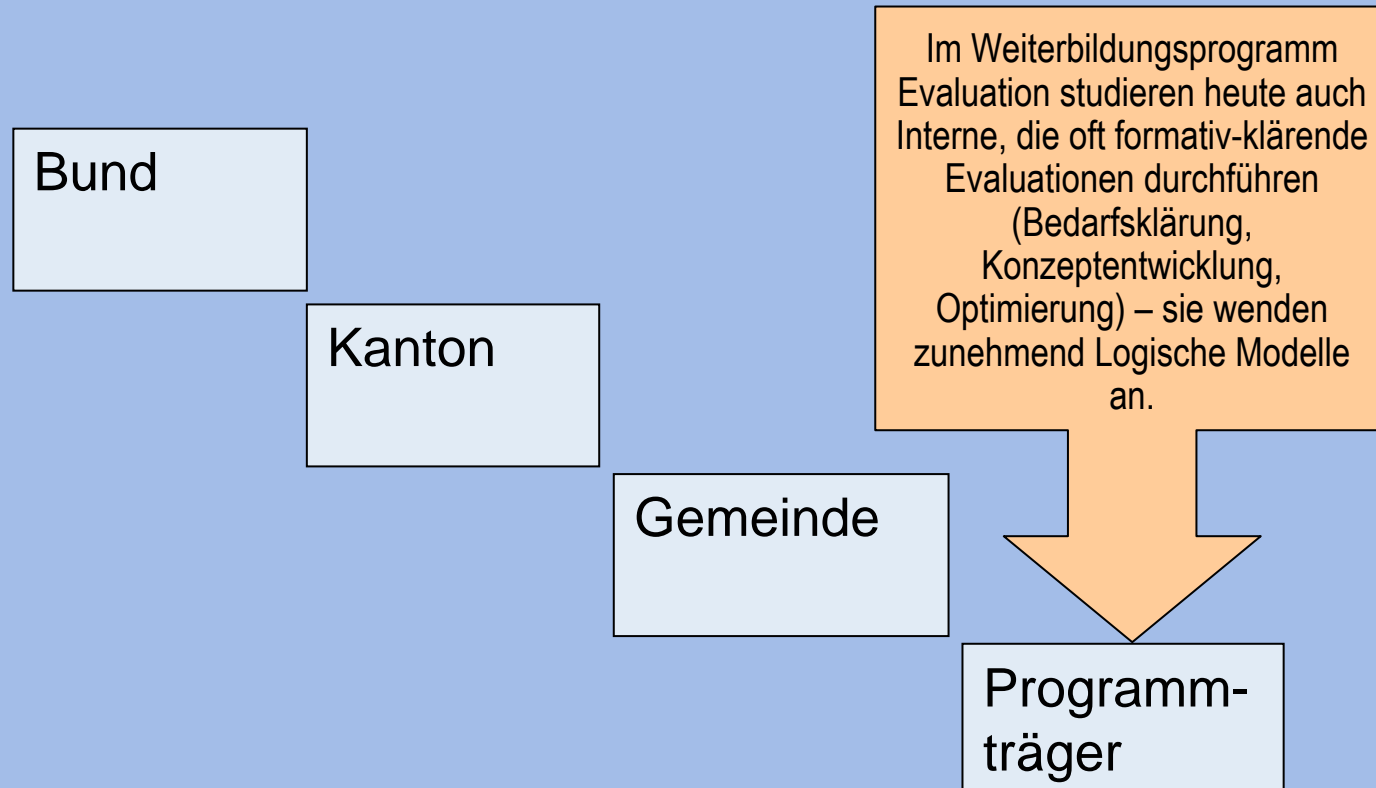 Im Weiterbildungsprogramm
Evaluation studieren heute auch
Interne, die oft formativ-klärende
Evaluationen durchführen
(Bedarfsklärung,
Konzeptentwicklung,
Optimierung) – sie wenden
zunehmend Logische Modelle
an.
Bund
Kanton
Gemeinde
Programm-
träger